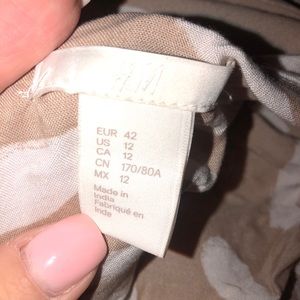 H&M
EUR 42
US 12
CA 12
CN 170/80A
MX 12
Made in
India
Fabriqué en
Inde